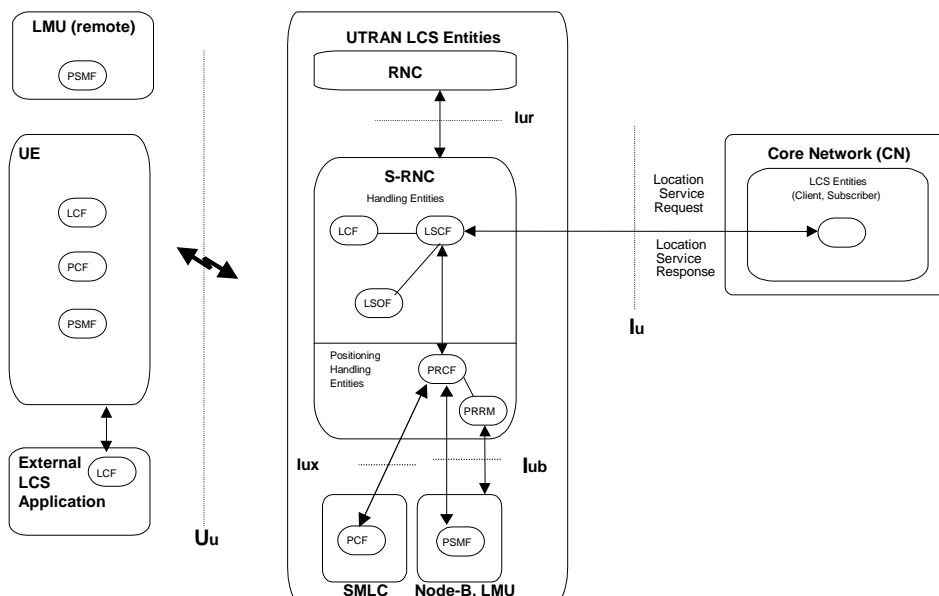 LMU (remote)
PSMF
UE
LCF
PCF
PSMF
External
LCS
Application
LCF
Uu
UTRAN LCS Entities
RNC
Iur
S-RNC
Handling Entities
LCF
LSCF
LSOF
Positioning
Handling
Entities
PRCF
PRRM
Iux
Iub
PCF
PSMF
SMLC
Node-B. LMU
Location
Service
Request
Location
Service
Response
Iu
Core Network (CN)
LCS Entities
(Client, Subscriber)